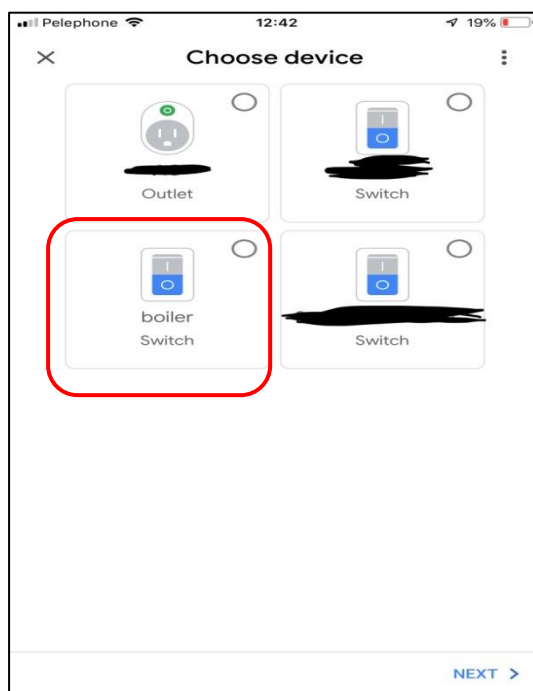 Pelephone 12:42 19%
Choose device
Outlet
Switch
boiler
Switch
Switch
NEXT